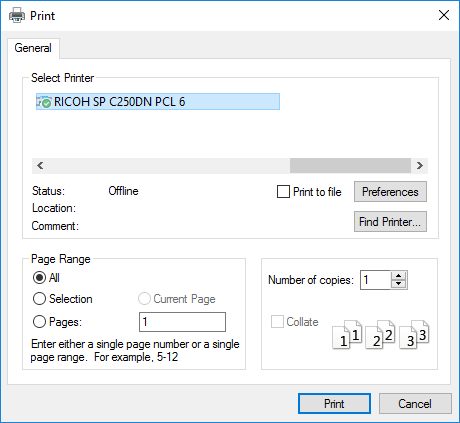 Print
General
Select Printer
RICOH SP C250DN PCL 6
Status: Offline
Print to file
Preferences
Location:
Comment:
Find Printer...
Page Range
All
Selection
Current Page
Pages: 1
Enter either a single page number or a single
page range. For example, 5-12
Number of copies: 1
Collate
1 1 2 2 3 3
Print
Cancel